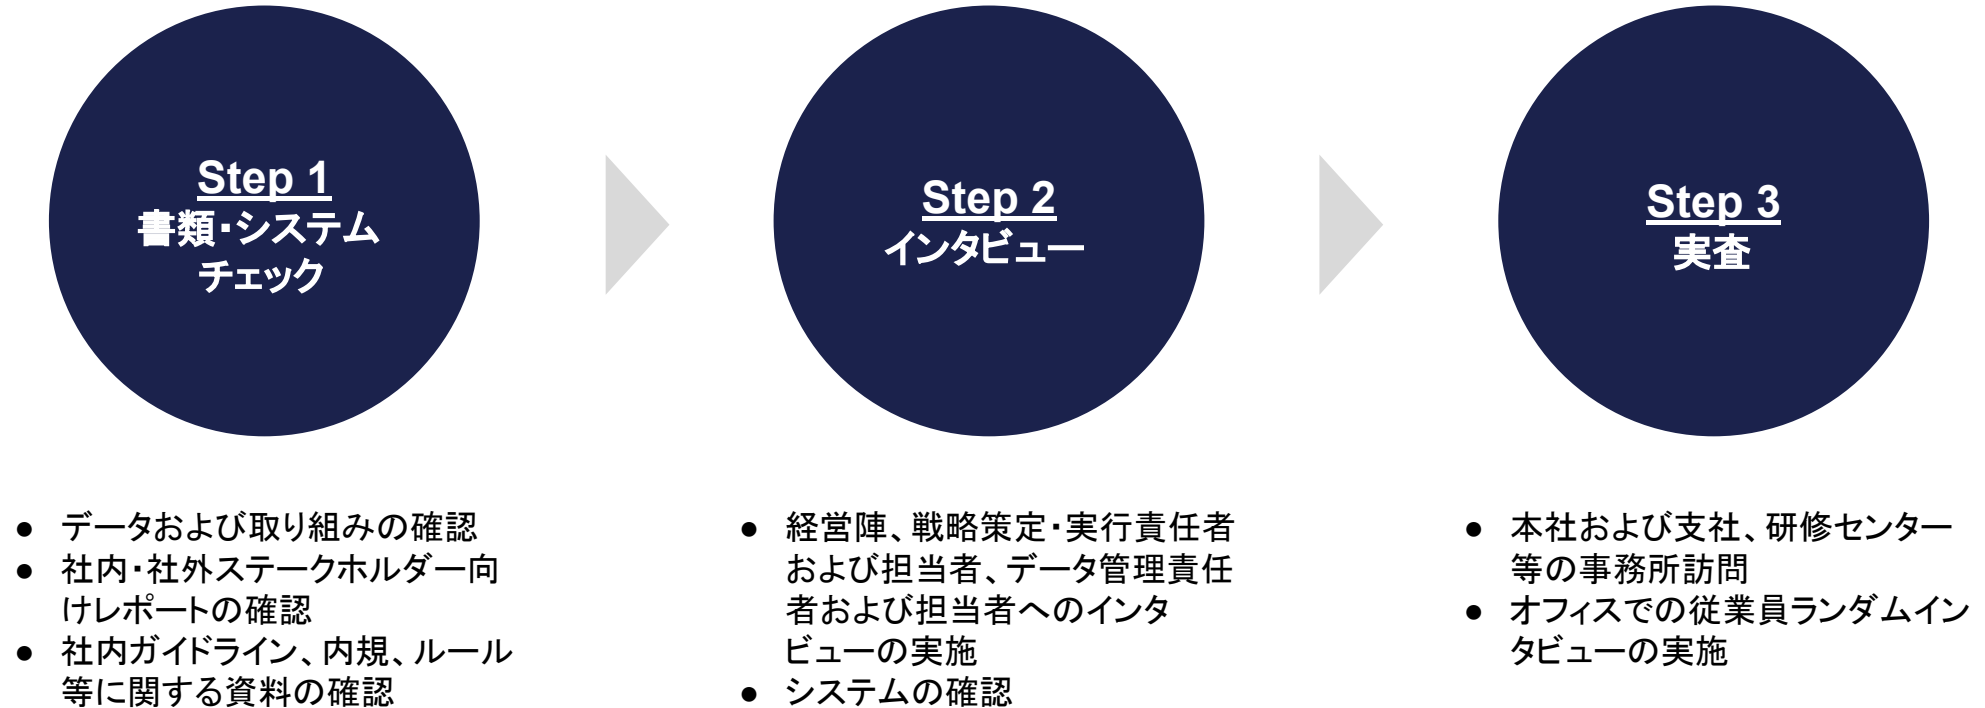 Step 1
書類・システム
チェック
Step 2
インタビュー
Step 3
実査
● データおよび取り組みの確認
● 社内・社外ステークホルダー向
けレポートの確認
● 社内ガイドライン、内規、ルール
等に関する資料の確認
● 経営陣、戦略策定・実行責任者
および担当者、データ管理責任
者および担当者へのインタ
ビューの実施
● システムの確認
● 本社および支社、研修センター
等の事務所訪問
● オフィスでの従業員ランダムイン
タビューの実施